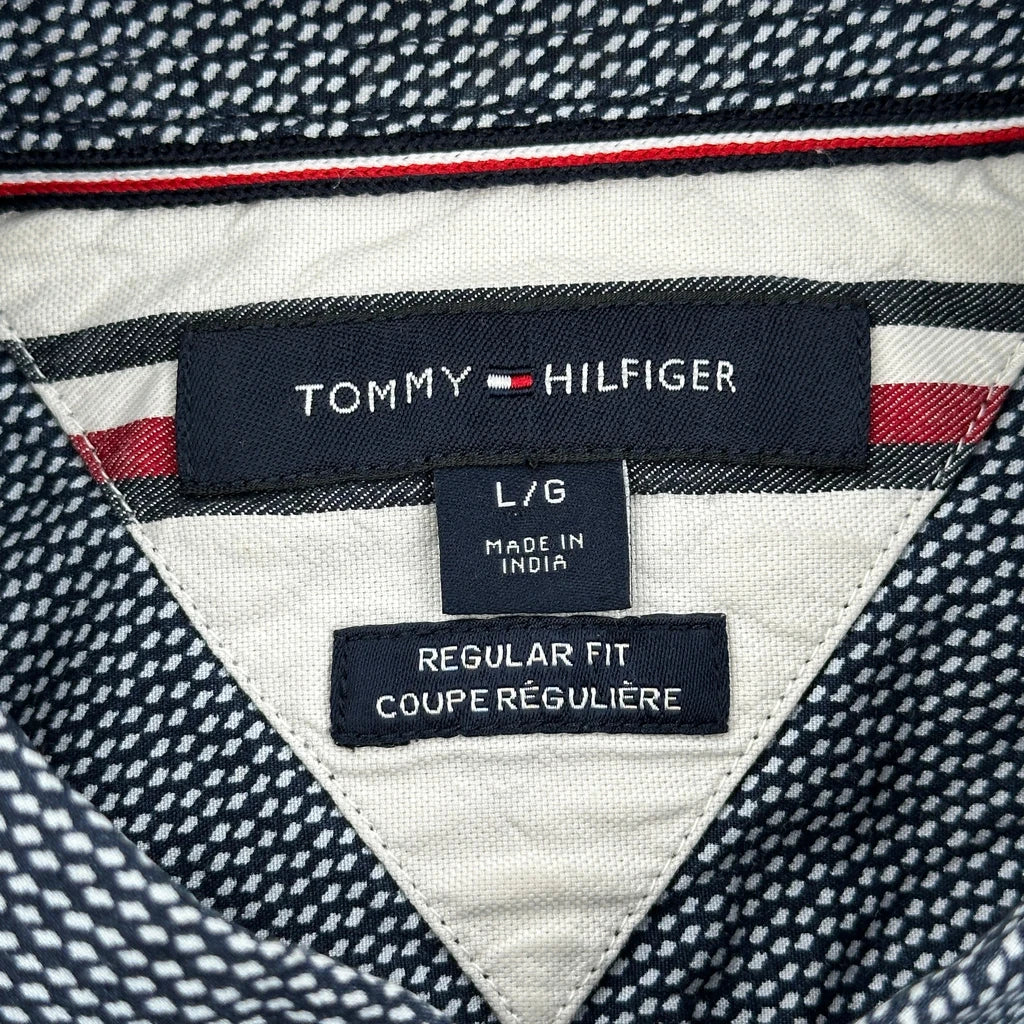 TOMMY HILFIGER
L/G
MADE IN
INDIA
REGULAR FIT
COUPE RÉGULIÈRE